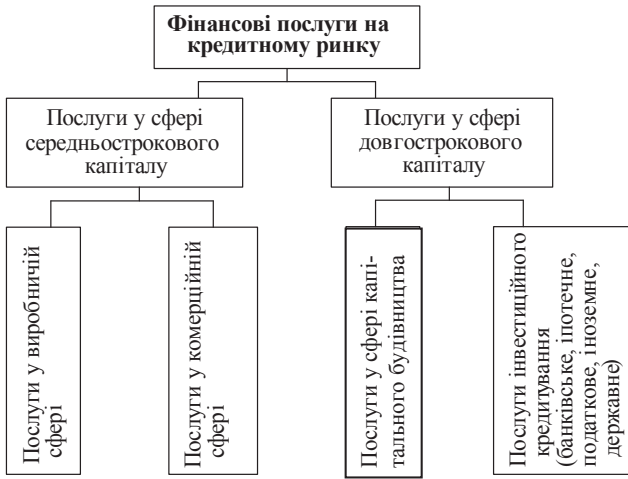 Фінансові послуги на
кредитному ринку
Послуги у сфері
середньострокового
капіталу
Послуги у сфері
довгострокового
капіталу
Послуги у виробничій
сфері
Послуги у комерційній
сфері
Послуги у сфері капі-
тального будівництва
Послуги інвестиційного
кредитування
(банківське, іпотечне,
податкове, іноземне,
державне)